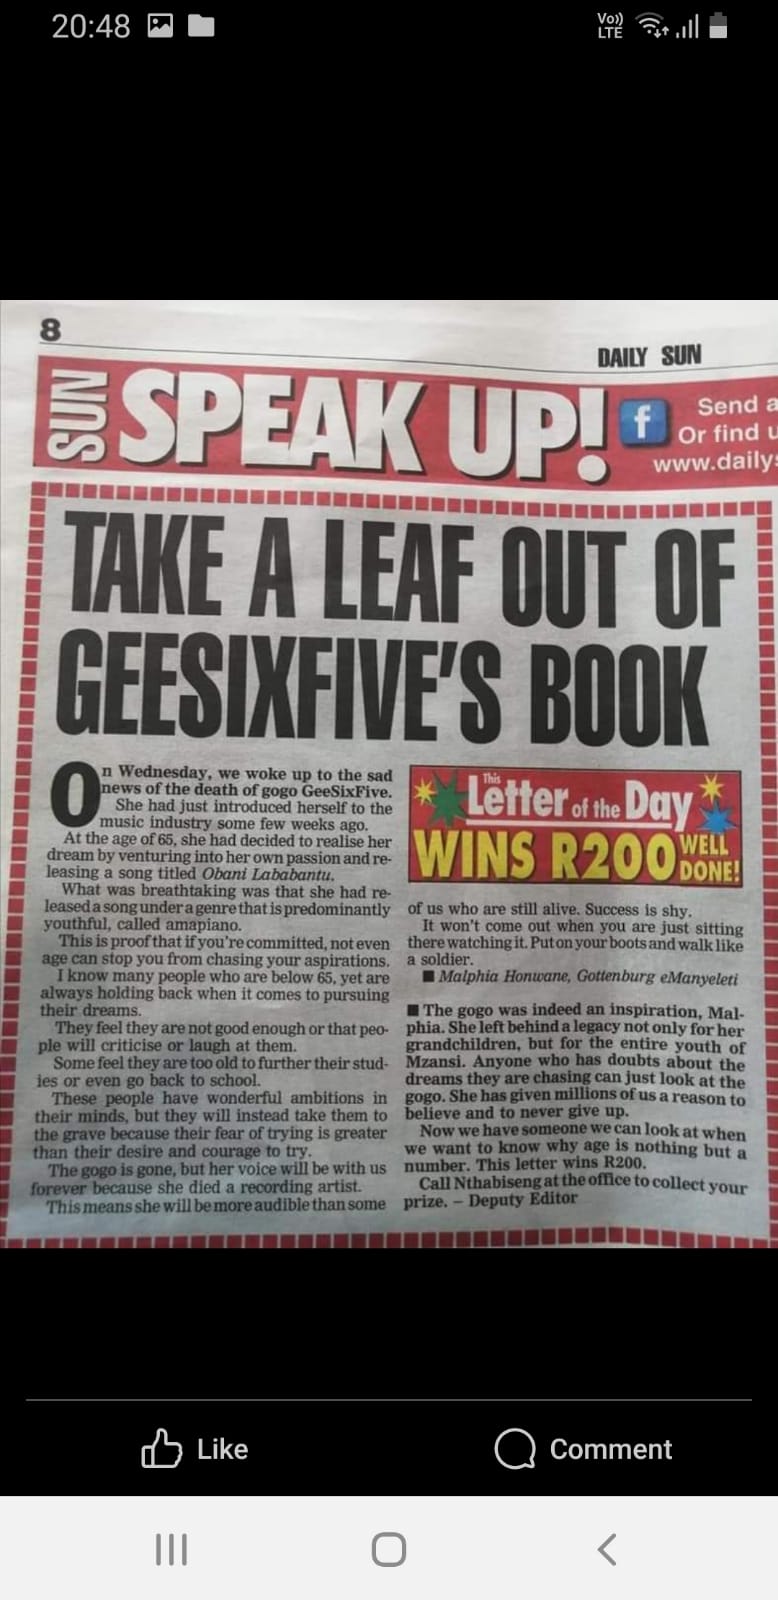 20:48
Vo)) LTE
8
DAILY SUN
SUN SPEAK UP!
f
Send a
Or find u
www.daily
TAKE A LEAF OUT OF
GEESIXFIVE'S BOOK
On Wednesday, we woke up to the sad
news of the death of gogo GeeSixFive.
She had just introduced herself to the
music industry some few weeks ago.
At the age of 65, she had decided to realise her
dream by venturing into her own passion and re-
leasing a song titled Obani Lababantu.
What was breathtaking was that she had re-
leased a song under a genre that is predominantly
youthful, called amapiano.
This is proof that if you're committed, not even
age can stop you from chasing your aspirations.
I know many people who are below 65, yet are
always holding back when it comes to pursuing
their dreams.
They feel they are not good enough or that peo-
ple will criticise or laugh at them.
Some feel they are too old to further their stud-
ies or even go back to school.
These people have wonderful ambitions in
their minds, but they will instead take them to
the grave because their fear of trying is greater
than their desire and courage to try.
The gogo is gone, but her voice will be with us
forever because she died a recording artist.
This means she will be more audible than some
This
Letter of the Day
WINS R200 WELL DONE!
of us who are still alive. Success is shy.
It won't come out when you are just sitting
there watching it. Put on your boots and walk like
a soldier.
■ Malphia Honwane, Gottenburg eManyeleti
■ The gogo was indeed an inspiration, Mal-
phia. She left behind a legacy not only for her
grandchildren, but for the entire youth of
Mzansi. Anyone who has doubts about the
dreams they are chasing can just look at the
gogo. She has given millions of us a reason to
believe and to never give up.
Now we have someone we can look at when
we want to know why age is nothing but a
number. This letter wins R200.
Call Nthabiseng at the office to collect your
prize. – Deputy Editor
Like
Comment